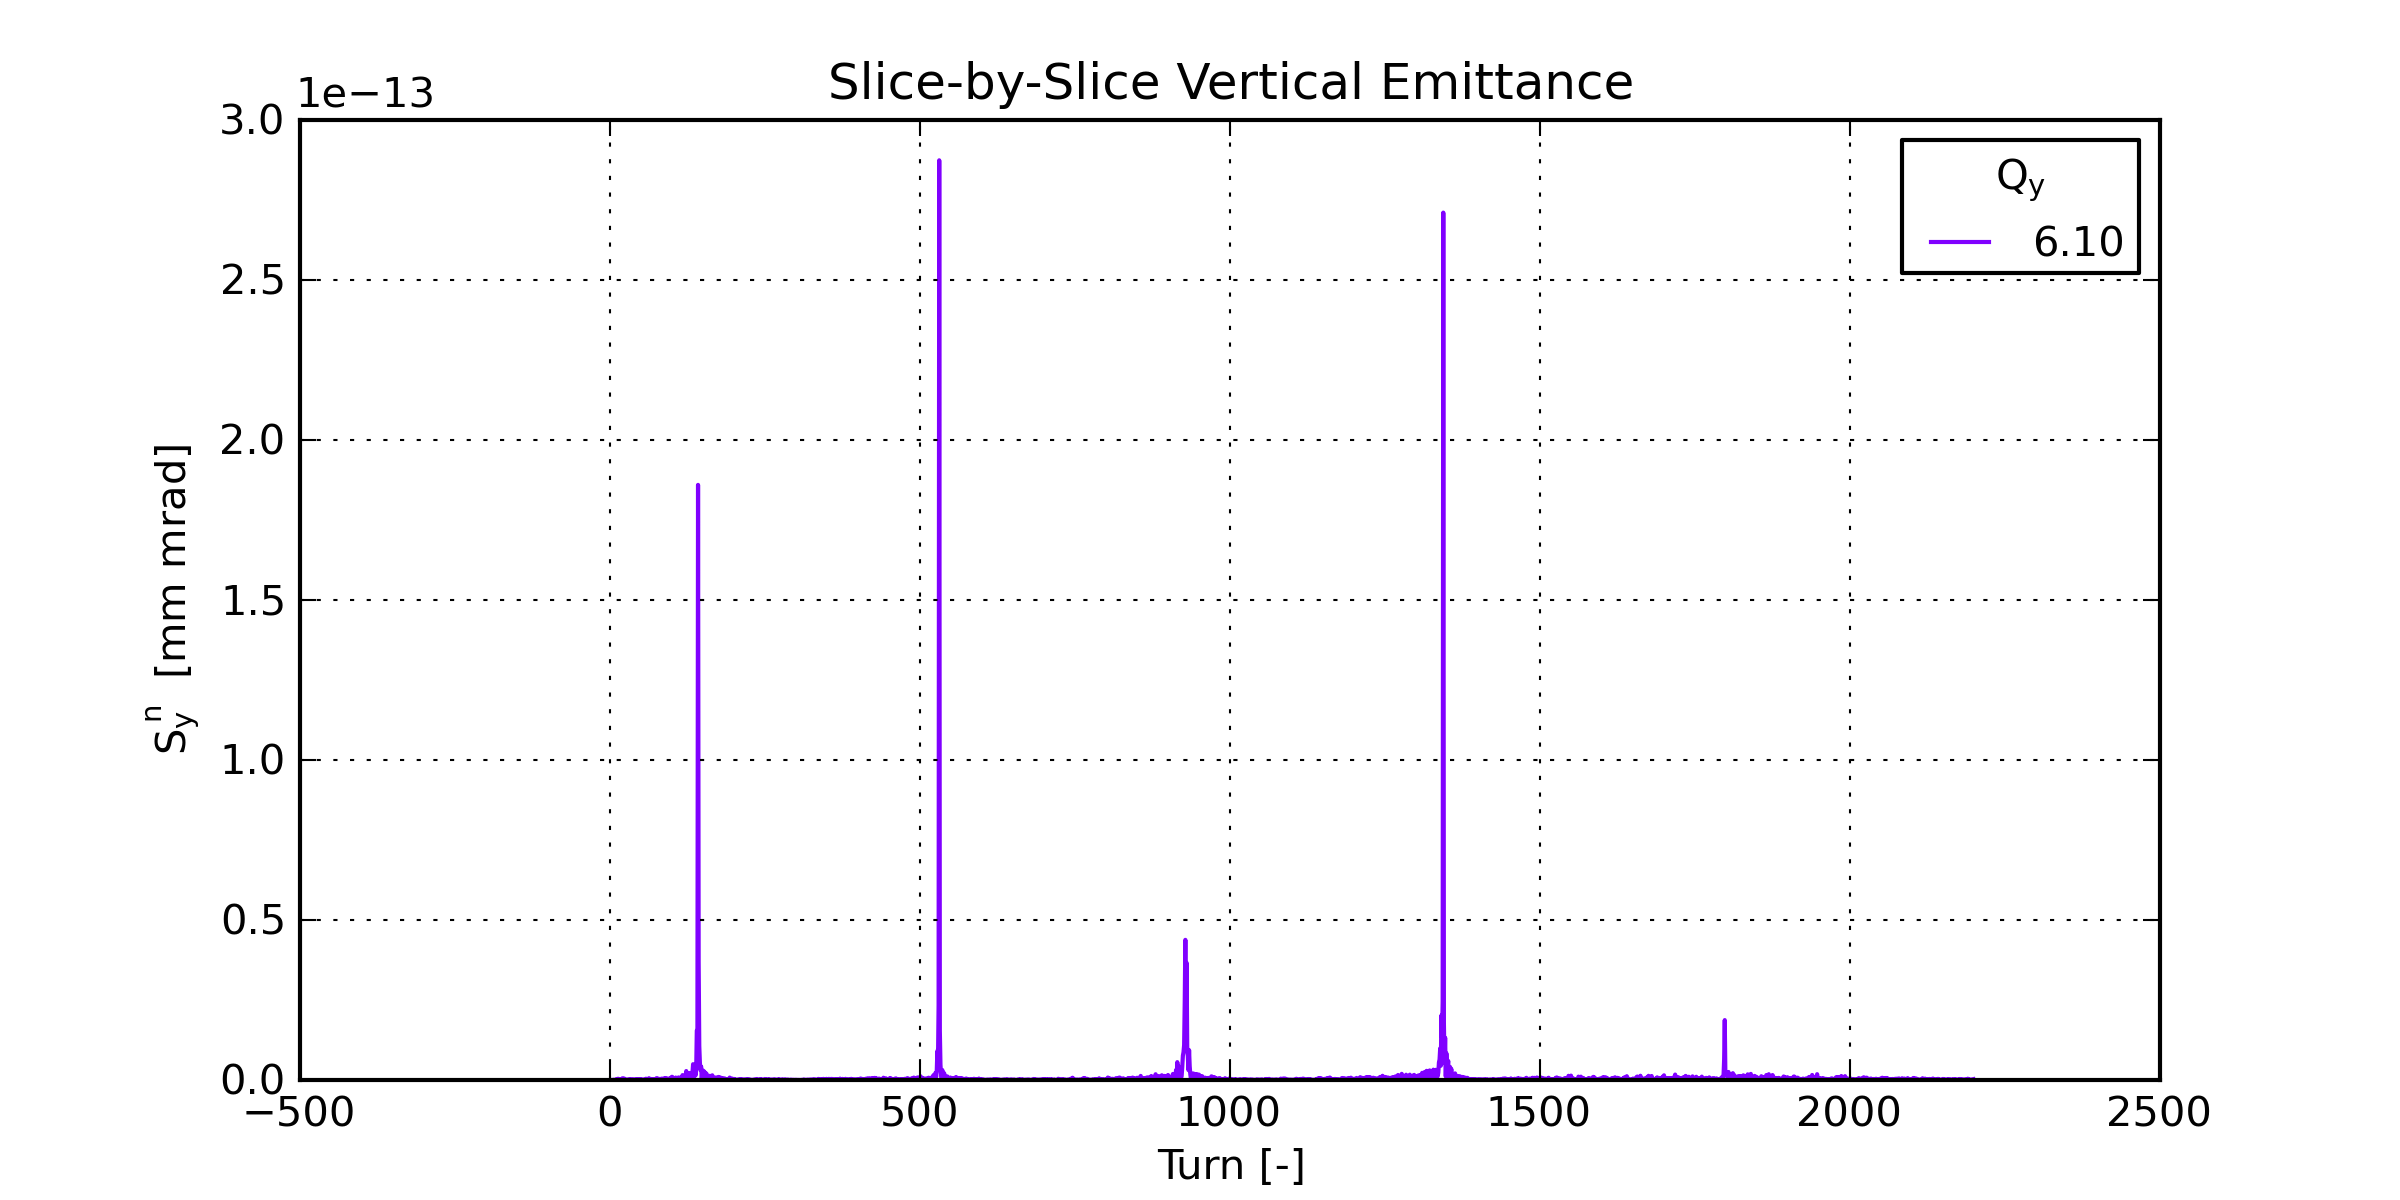 Slice-by-Slice Vertical Emittance
1e−13
3.0
2.5
2.0
1.5
1.0
0.5
0.0
S_y^n [mm mrad]
Q_y
6.10
−500 0 500 1000 1500 2000 2500
Turn [-]